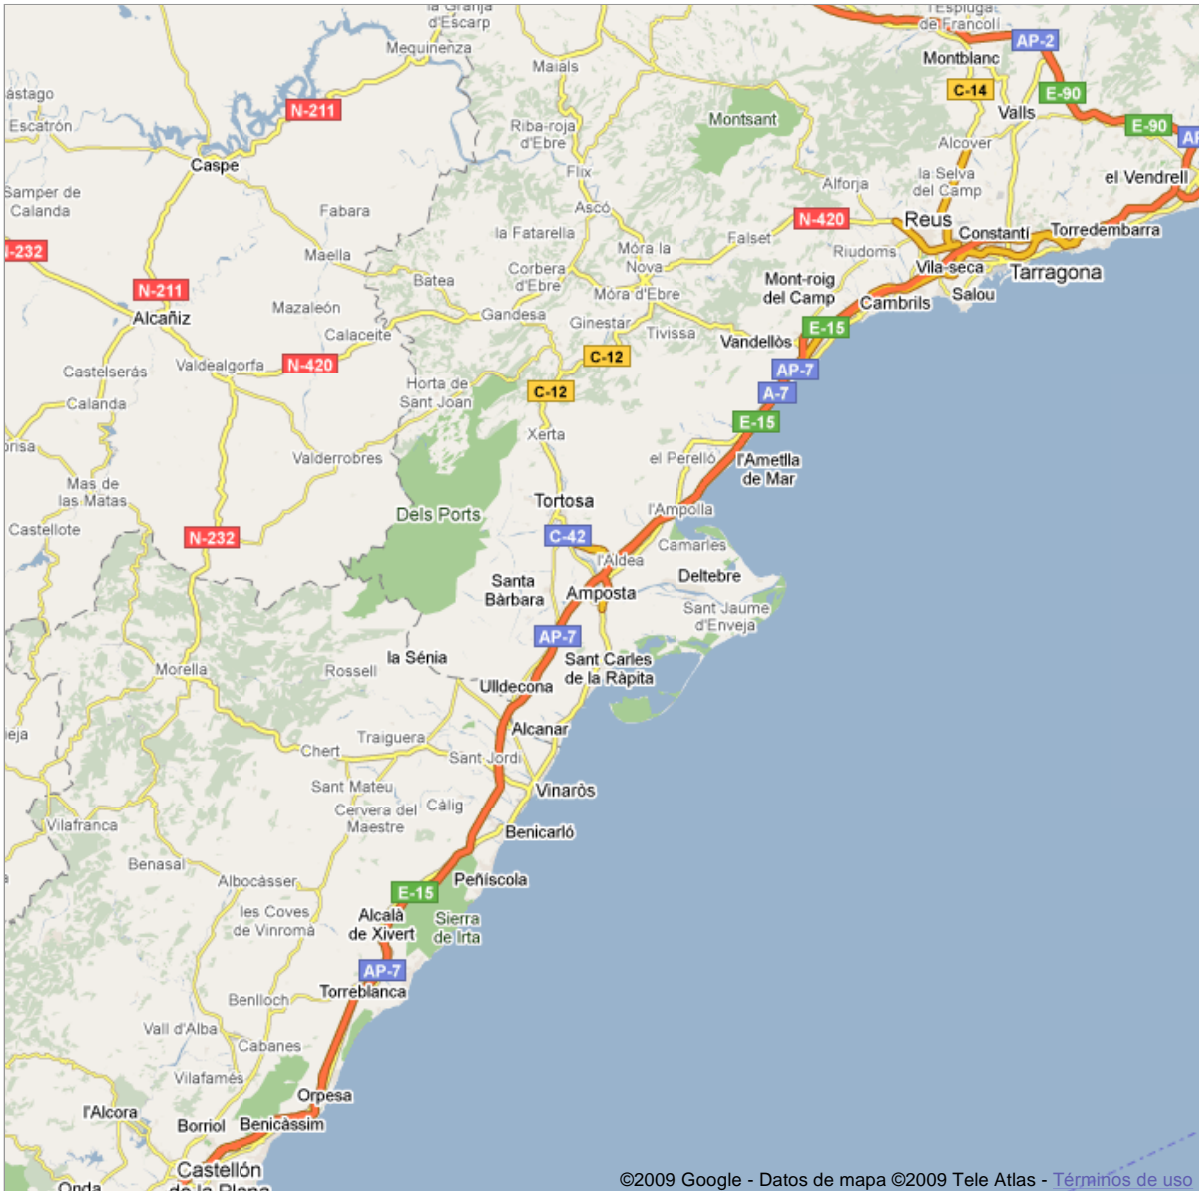 la Granja
d'Escarp
l'Espluga
de Francolí
AP-2
Mequinenza
Montblanc
Maials
C-14
E-90
N-211
Valls
Montsant
E-90
Escatrón
Riba-roja
d'Ebre
Alcover
Caspe
Flix
la Selva
del Camp
el Vendrell
Alforja
Samper de
Calanda
Fabara
Ascó
N-420
Reus
Constantí
Torredembarra
la Fatarella
Falset
N-232
Maella
Móra la
Nova
Riudoms
Vila-seca
Tarragona
Corbera
d'Ebre
Batea
Mont-roig
del Camp
N-211
Móra d'Ebre
Salou
Cambrils
Mazaleón
Gandesa
Alcañiz
Ginestar
Tivissa
E-15
Calaceite
Vandellòs
C-12
Valdealgorfa
N-420
AP-7
Castelserás
Horta de
Sant Joan
C-12
A-7
Calanda
E-15
Xerta
Valderrobres
el Perelló
l'Ametlla
de Mar
Mas de
las Matas
Tortosa
l'Ampolla
Dels Ports
Castellote
N-232
C-42
Camarles
l'Aldea
Deltebre
Santa
Bàrbara
Amposta
Sant Jaume
d'Enveja
AP-7
la Sénia
Sant Carles
de la Ràpita
Morella
Rossell
Ulldecona
Alcanar
Traiguera
Chert
Sant Jordi
Sant Mateu
Vinaròs
Càlig
Cervera del
Maestre
Vilafranca
Benicarló
Benasal
Albocàsser
Peñíscola
E-15
les Coves
de Vinromà
Alcalà
de Xivert
Sierra
de Irta
AP-7
Torreblanca
Benlloch
Vall d'Alba
Cabanes
Vilafamés
Orpesa
l'Alcora
Borriol
Benicàssim
Castellón
de la Plana
Onda
©2009 Google - Datos de mapa ©2009 Tele Atlas - Términos de uso